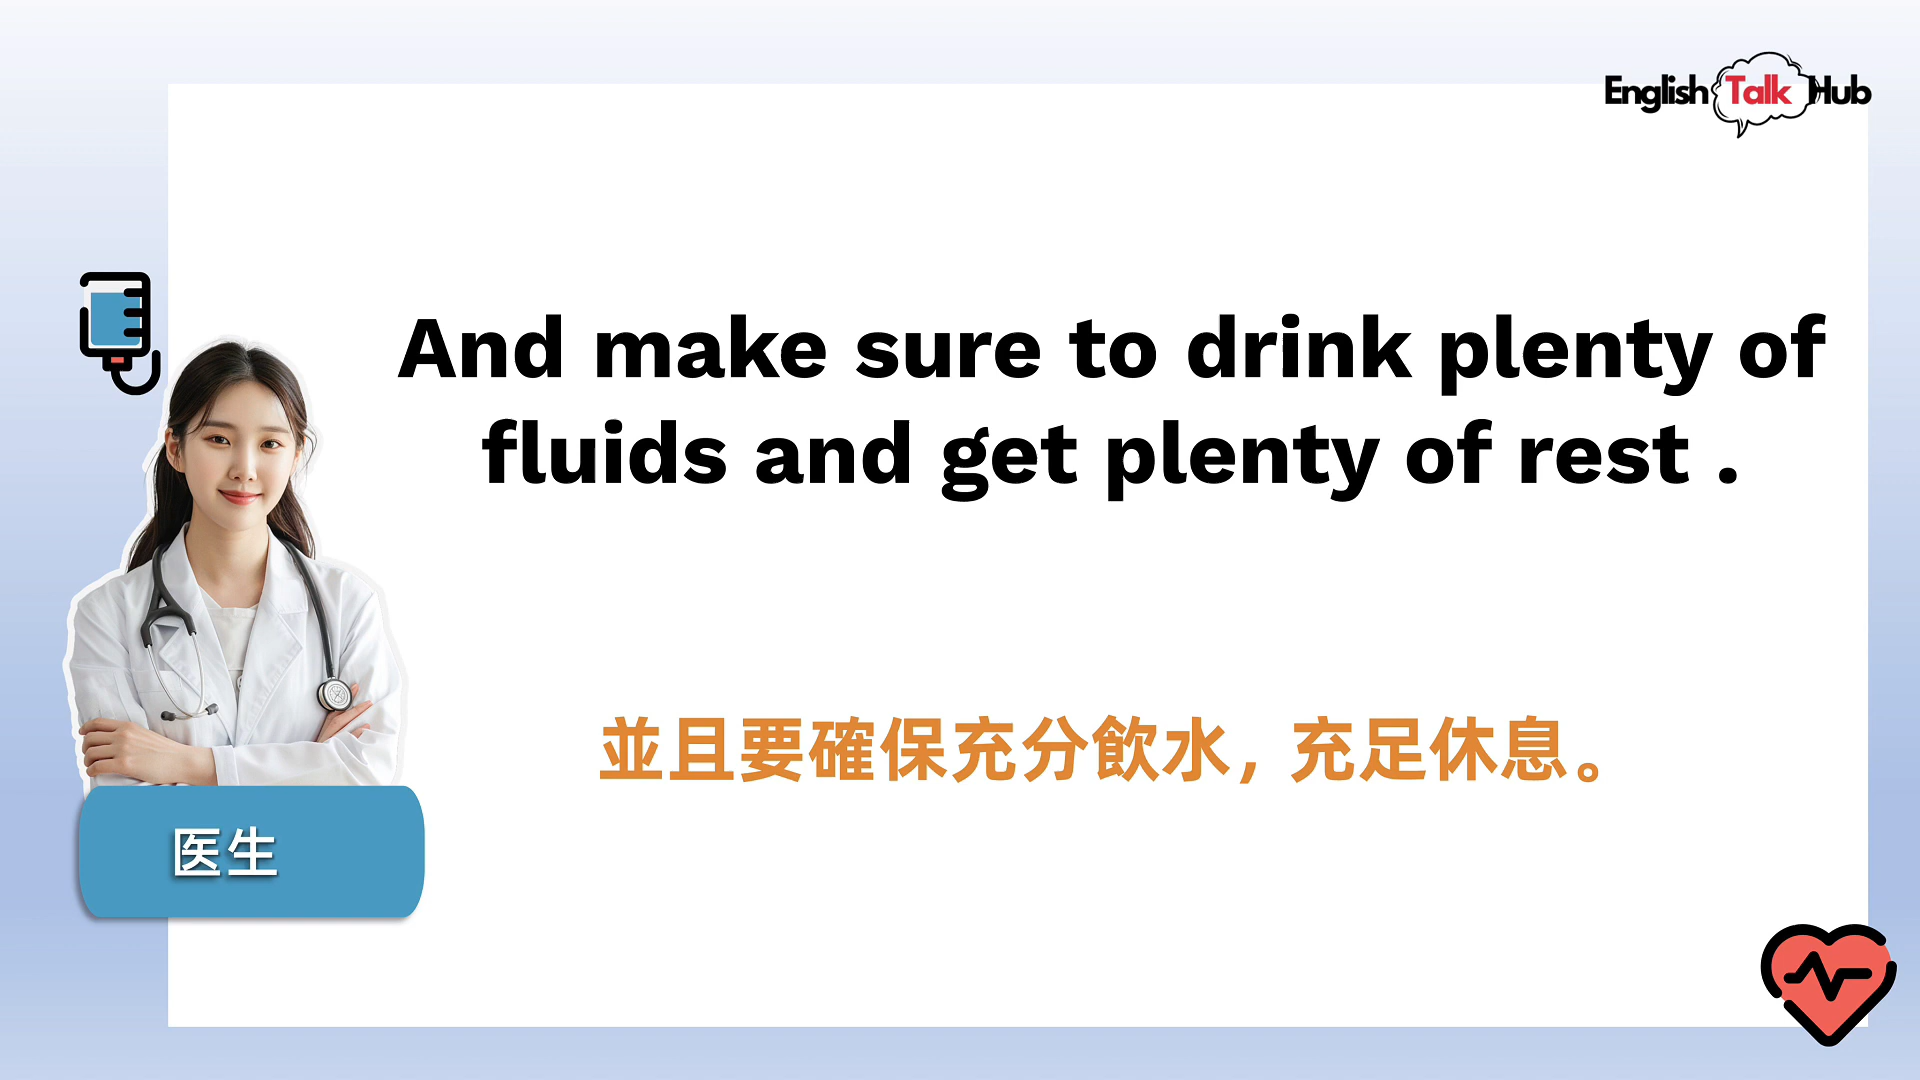 English Talk Hub
And make sure to drink plenty of
fluids and get plenty of rest .
並且要確保充分飲水, 充足休息。
医生